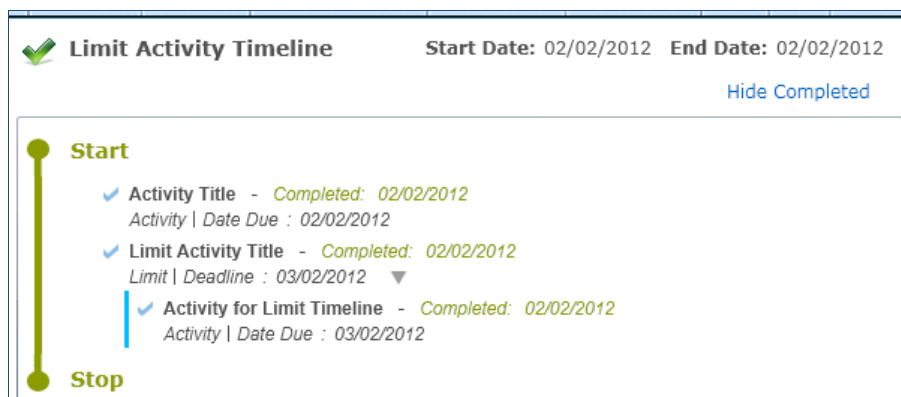 Limit Activity Timeline Start Date: 02/02/2012 End Date: 02/02/2012
Hide Completed
Start
Activity Title - Completed: 02/02/2012
Activity | Date Due : 02/02/2012
Limit Activity Title - Completed: 02/02/2012
Limit | Deadline : 03/02/2012
Activity for Limit Timeline - Completed: 02/02/2012
Activity | Date Due : 03/02/2012
Stop